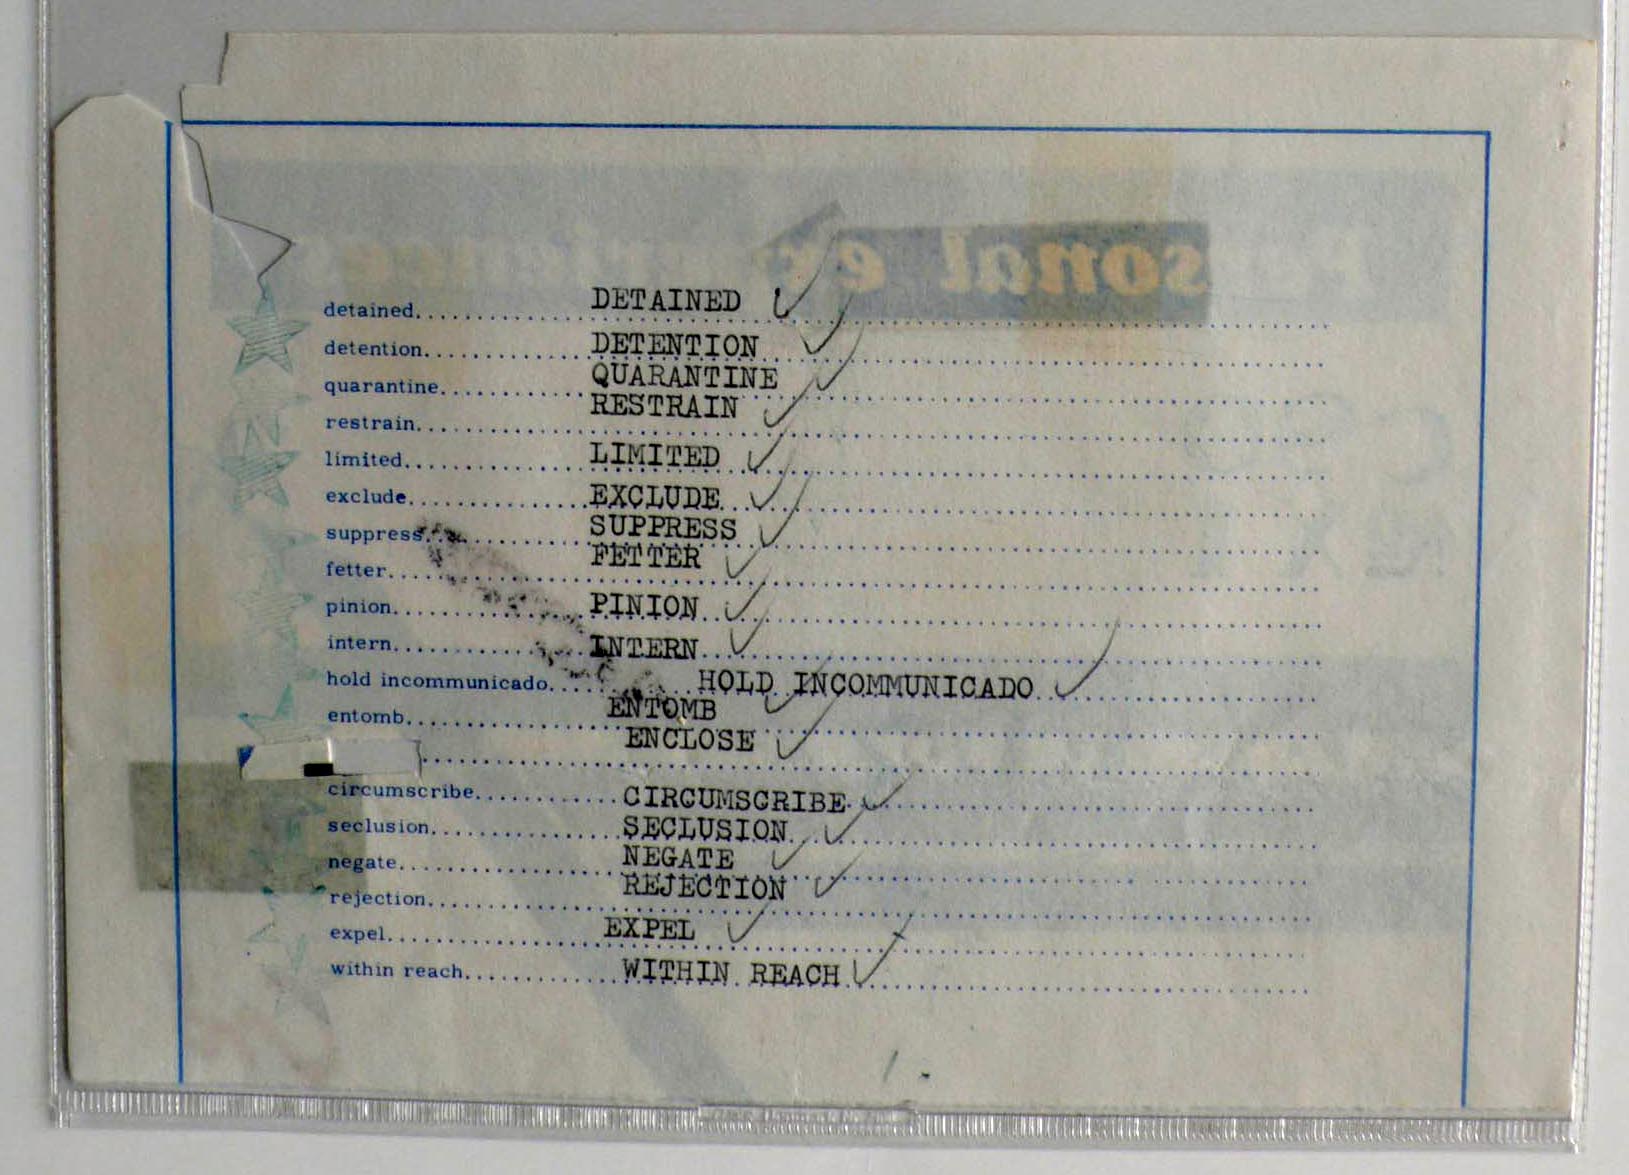 detained DETAINED
detention DETENTION
quarantine QUARANTINE
restrain RESTRAIN
limited LIMITED
exclude EXCLUDE
suppress SUPPRESS
fetter FETTER
pinion PINION
intern INTERN
hold incommunicado HOLD INCOMMUNICADO
entomb ENTOMB
ENCLOSE
circumscribe CIRCUMSCRIBE
seclusion SECLUSION
negate NEGATE
rejection REJECTION
expel EXPEL
within reach WITHIN REACH